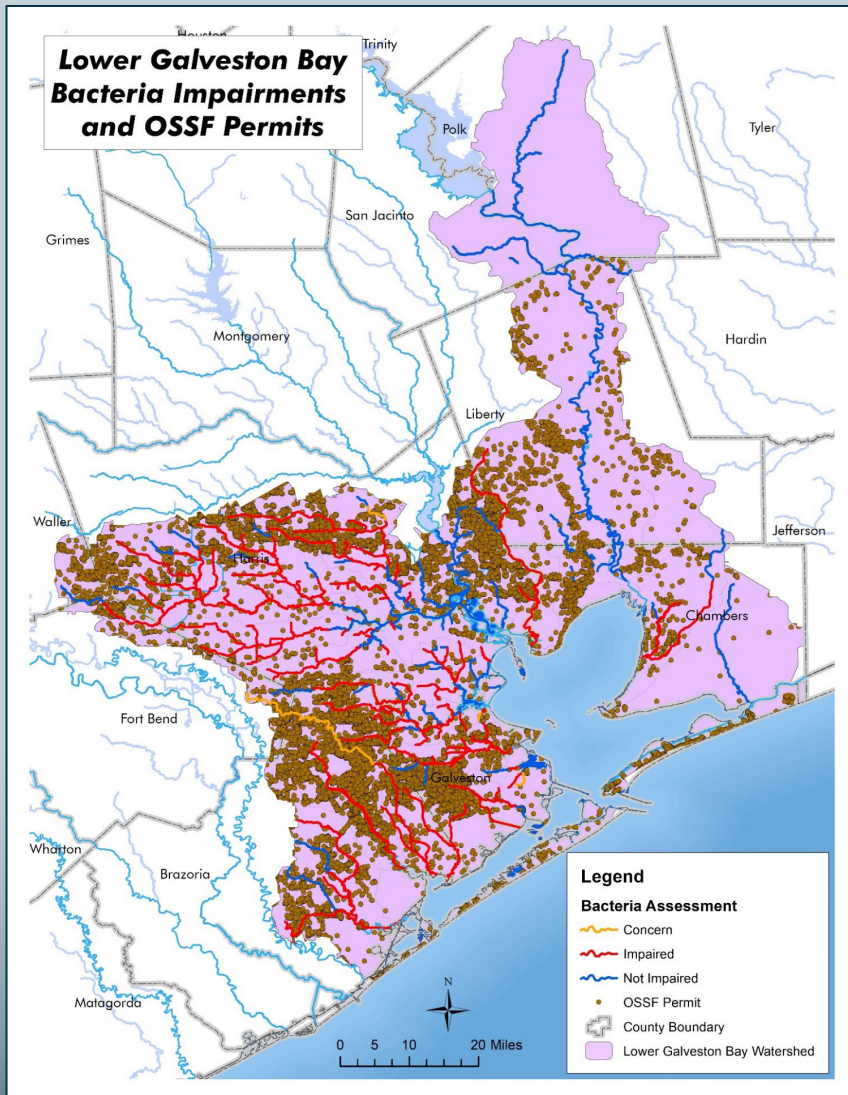 Lower Galveston Bay
Bacteria Impairments
and OSSF Permits
Houston
Trinity
Polk
Tyler
San Jacinto
Grimes
Montgomery
Hardin
Liberty
Waller
Jefferson
Harris
Chambers
Fort Bend
Galveston
Wharton
Brazoria
Matagorda
N
0 5 10 20 Miles
Legend
Bacteria Assessment
Concern
Impaired
Not Impaired
OSSF Permit
County Boundary
Lower Galveston Bay Watershed